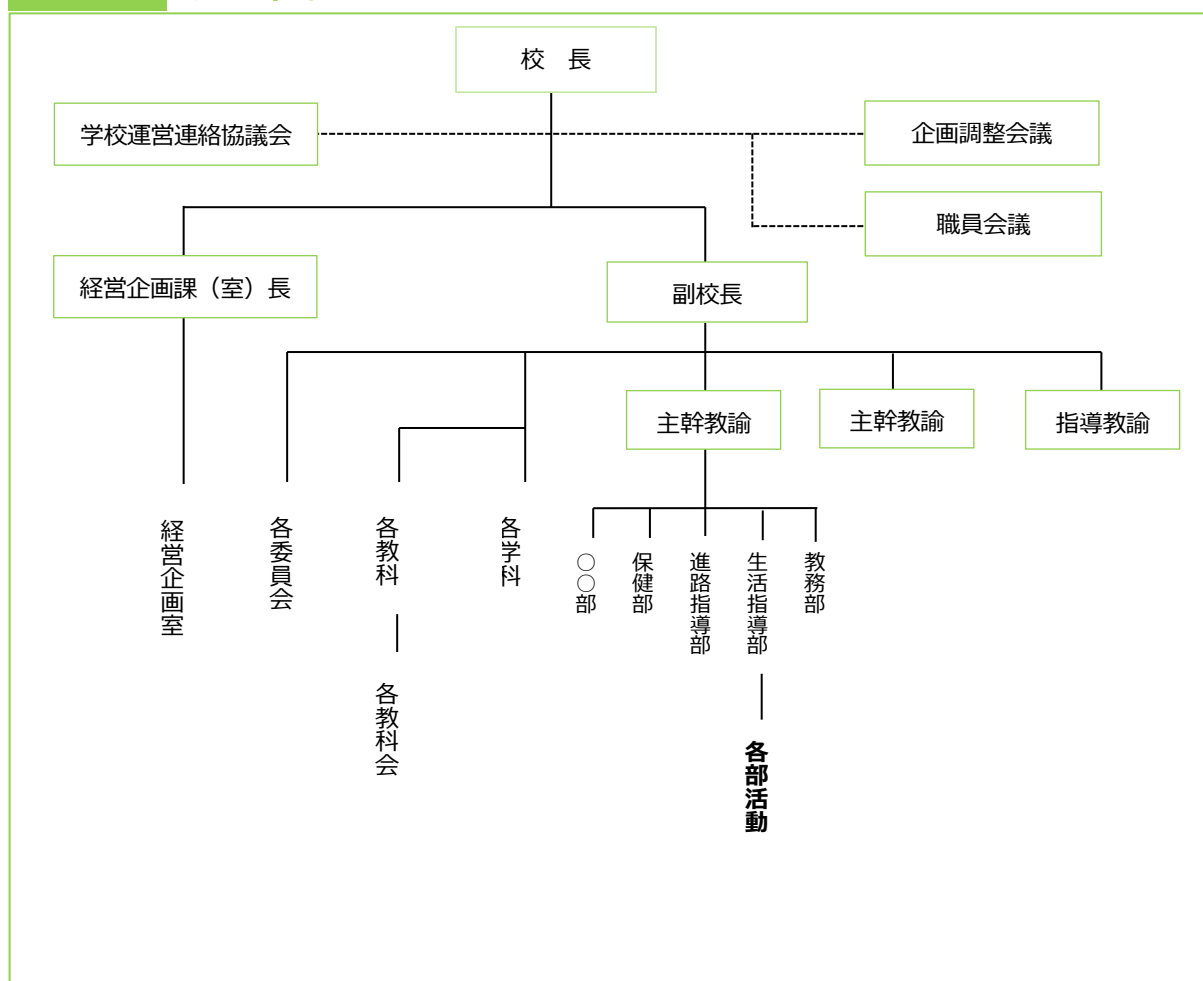 校　長
学校運営連絡協議会
企画調整会議
職員会議
経営企画課（室）長
副校長
主幹教諭
主幹教諭
指導教諭
経営企画室
各委員会
各教科
各学科
○○部
保健部
進路指導部
生活指導部
教務部
各教科会
各部活動